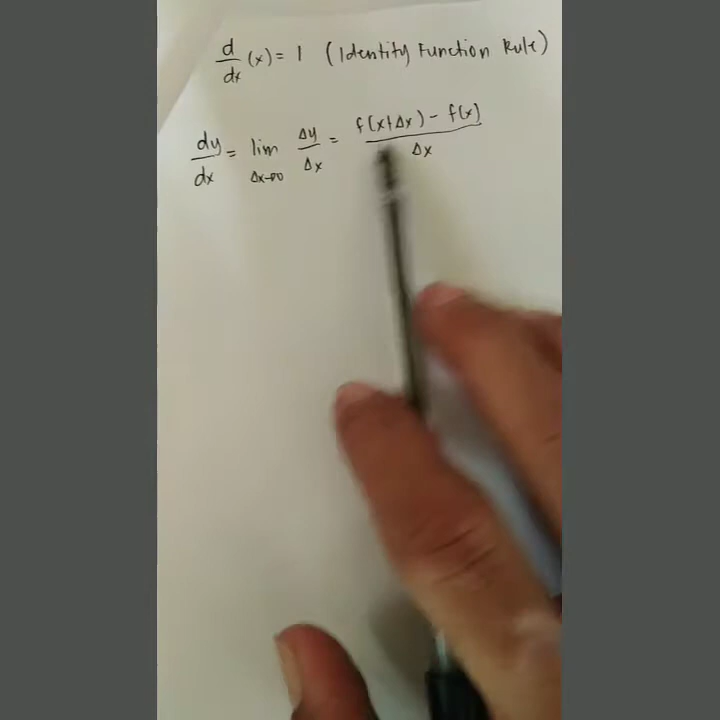 d/dx (x) = 1 (Identity Function Rule)
dy/dx = lim Δx→0 Δy/Δx = f(x+Δx) - f(x)/Δx